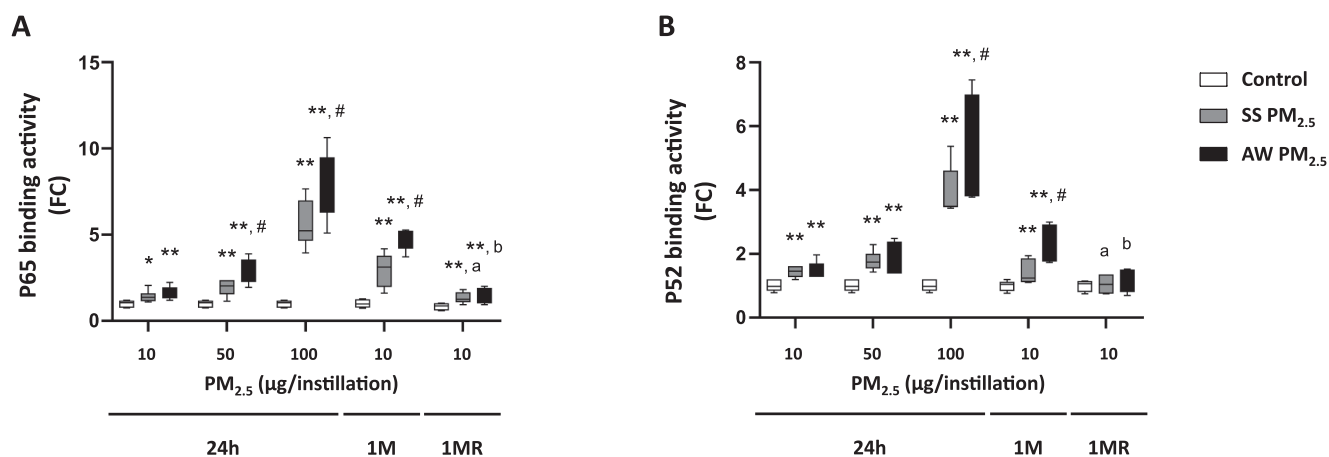 A
P65 binding activity
(FC)
15
10
5
0
* ** ** **, # ** **, # ** **, # **, a **, b
10 50 100 10 10
PM2.5 (μg/instillation)
24h 1M 1MR
B
P52 binding activity
(FC)
8
6
4
2
0
** ** ** ** ** **, # ** **, # a b
10 50 100 10 10
PM2.5 (μg/instillation)
24h 1M 1MR
Control
SS PM2.5
AW PM2.5